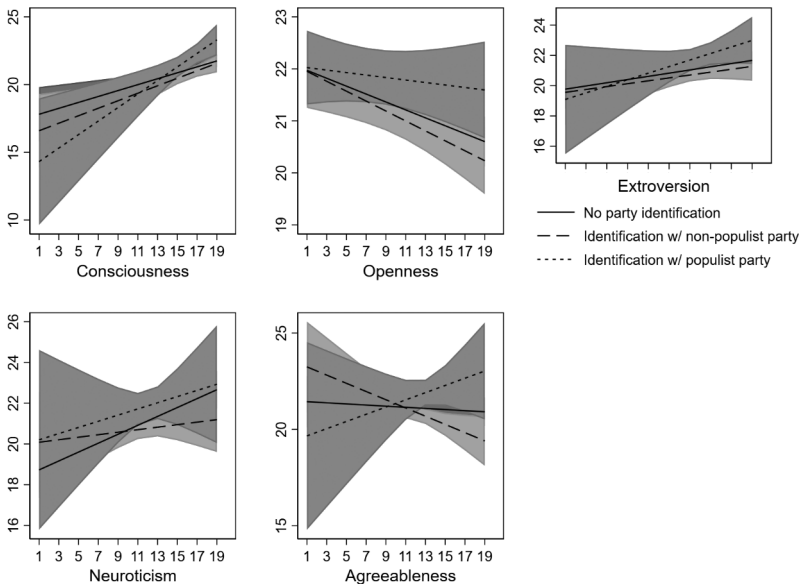 25
20
15
10
1 3 5 7 9 11 13 15 17 19
Consciousness
23
22
21
20
19
1 3 5 7 9 11 13 15 17 19
Openness
24
22
20
18
16
Extroversion
No party identification
Identification w/ non-populist party
Identification w/ populist party
26
24
22
20
18
16
1 3 5 7 9 11 13 15 17 19
Neuroticism
25
20
15
1 3 5 7 9 11 13 15 17 19
Agreeableness